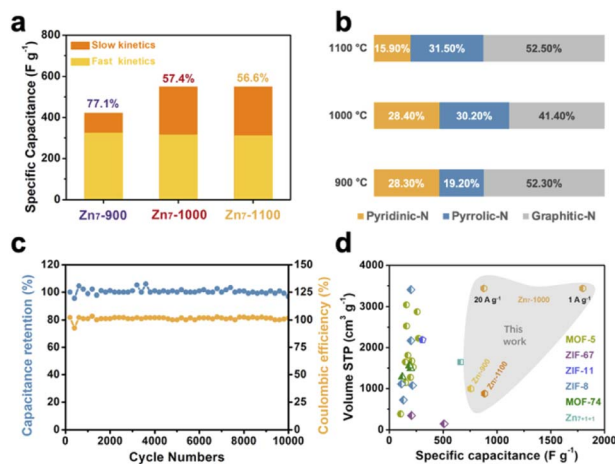 a
Specific Capacitance (F g⁻¹)
800
600
400
200
0
Slow kinetics
Fast kinetics
77.1%
57.4%
56.6%
Zn7-900
Zn7-1000
Zn7-1100
b
1100 °C
15.90%
31.50%
52.50%
1000 °C
28.40%
30.20%
41.40%
900 °C
28.30%
19.20%
52.30%
Pyridinic-N
Pyrrolic-N
Graphitic-N
c
Capacitance retention (%)
120
100
80
60
40
20
0
Coulombic efficiency (%)
150
125
100
75
50
25
0
0
2000
4000
6000
8000
10000
Cycle Numbers
d
Volume STP (cm³ g⁻¹)
4000
3000
2000
1000
0
20 A g⁻¹
Zn7-1000
1 A g⁻¹
This
work
Zn7-900
Zn7-1100
MOF-5
ZIF-67
ZIF-11
ZIF-8
MOF-74
Zn7+1+1
0
500
1000
1500
2000
Specific capacitance (F g⁻¹)